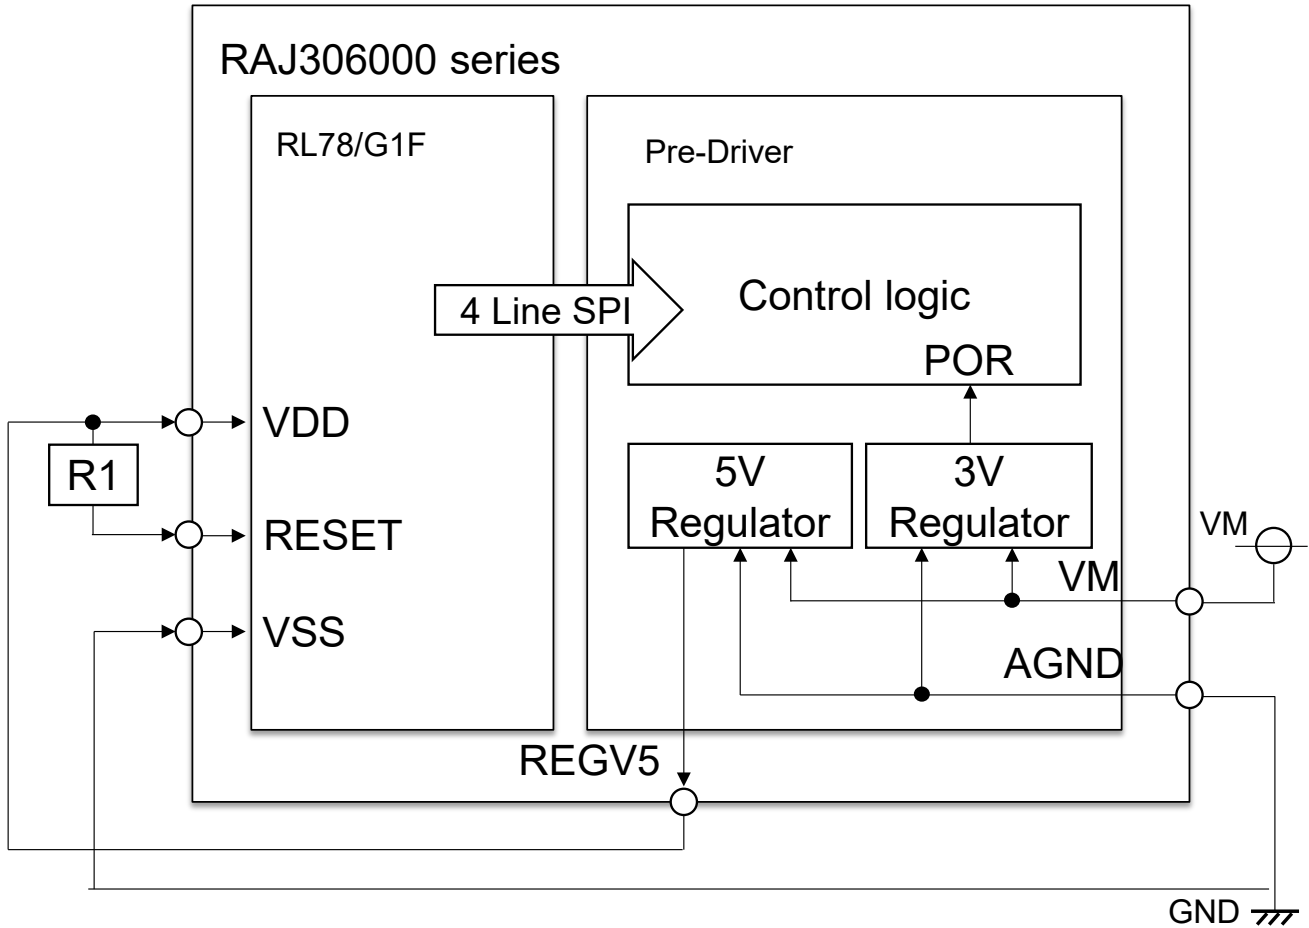 RAJ306000 series
RL78/G1F
Pre-Driver
Control logic
4 Line SPI
POR
VDD
R1
5V
Regulator
3V
Regulator
RESET
VM
VM
VSS
AGND
REGV5
GND